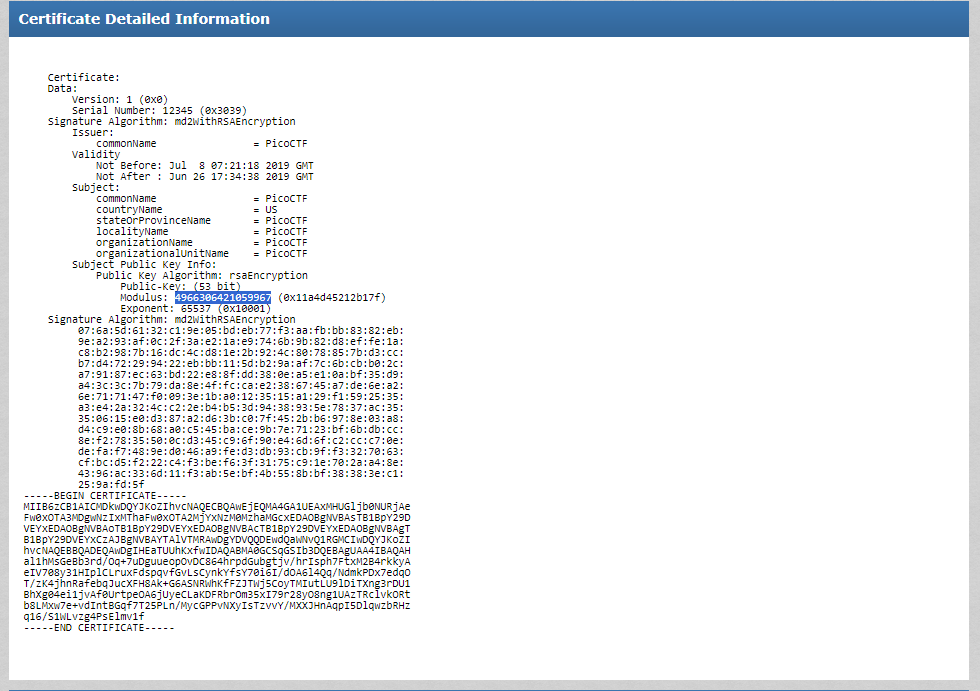 Certificate Detailed Information
Certificate:
Data:
Version: 1 (0x0)
Serial Number: 12345 (0x3039)
Signature Algorithm: md2WithRSAEncryption
Issuer:
commonName = PicoCTF
Validity
Not Before: Jul  8 07:21:18 2019 GMT
Not After : Jun 26 17:34:38 2019 GMT
Subject:
commonName = PicoCTF
countryName = US
stateOrProvinceName = PicoCTF
localityName = PicoCTF
organizationName = PicoCTF
organizationalUnitName = PicoCTF
Subject Public Key Info:
Public Key Algorithm: rsaEncryption
Public-Key: (53 bit)
Modulus: 4966306421059967 (0x11a4d45212b17f)
Exponent: 65537 (0x10001)
Signature Algorithm: md2WithRSAEncryption
07:6a:5d:61:32:c1:9e:05:bd:eb:77:f3:aa:fb:bb:83:82:eb:
9e:a2:93:af:0c:2f:3a:e2:1a:e9:74:6b:9b:82:d8:ef:fe:1a:
c8:b2:98:7b:16:dc:4c:d8:1e:2b:92:4c:80:78:85:7b:d3:cc:
b7:d4:72:29:94:22:eb:bb:11:5d:b2:9a:af:7c:6b:cb:b0:2c:
a7:91:87:ec:63:bd:22:e8:8f:dd:38:0e:a5:e1:0a:bf:35:d9:
a4:3c:3c:7b:79:da:8e:4f:fc:ca:e2:38:67:45:a7:de:6e:a2:
6e:71:71:47:f0:09:3e:1b:a0:12:35:15:a1:29:f1:59:25:35:
a3:e4:2a:32:4c:c2:2e:b4:b5:3d:94:38:93:5e:78:37:ac:35:
35:06:15:e0:d3:87:a2:d6:3b:c0:7f:45:2b:b6:97:8e:03:a8:
d4:c9:e0:8b:68:a0:c5:45:ba:ce:9b:7e:71:23:bf:6b:db:cc:
8e:f2:78:35:50:0c:d3:45:c9:6f:90:e4:6d:6f:c2:cc:c7:0e:
de:fa:f7:48:9e:d0:46:a9:fe:d3:db:93:cb:9f:f3:32:70:63:
cf:bc:d5:f2:22:c4:f3:be:f6:3f:31:75:c9:1e:70:2a:a4:8e:
43:96:ac:33:6d:11:f3:ab:5e:bf:4b:55:8b:bf:38:38:3e:c1:
25:9a:fd:5f
-----BEGIN CERTIFICATE-----
MIIB6zCB1AICMDkwDQYJKoZIhvcNAQECBQAwEjEQMA4GA1UEAxMHUGljb0NURjAe
Fw0xOTA3MDgwNzIxMThaFw0xOTA2MjYxNzM0MzhaMGcxEDAOBgNVBAsTB1BpY29D
VEYxEDAOBgNVBAoTB1BpY29DVEYxEDAOBgNVBAcTB1BpY29DVEYxEDAOBgNVBAgT
B1BpY29DVEYxCzAJBgNVBAYTAlVTMRAwDgYDVQQDEwdQaWNvQ1RGMCIwDQYJKoZI
hvcNAQEBBQADEQAwDgIHEaTUUhKxfwIDAQABMA0GCSqGSIb3DQEBAgUAA4IBAQAH
al1hMsGeBb3rd/Oq+7uDguueopOvDC864hrpdGubgtjv/hrIsph7FtxM2B4rkkyA
eIV708y31HIplCLruxFdspqvfGvLsCynkYfsY70i6I/dOA6l4Qq/NdmkPDx7edqO
T/zK4jhnRafebqJucXFH8Ak+G6ASNRWhKfFZJTWj5CoyTMIutLU9lDiTXng3rDU1
BhXg04ei1jvAf0UrtpeOA6jUyeCLaKDFRbrOm35xI79r28yO8ng1UAzTRclvkORt
b8LMxw7e+vdIntBGqf7T25PLn/MycGPPvNXyIsTzvvY/MXXJHnAqpI5DlqwzbRHz
q16/S1WLvzg4PsElmv1f
-----END CERTIFICATE-----